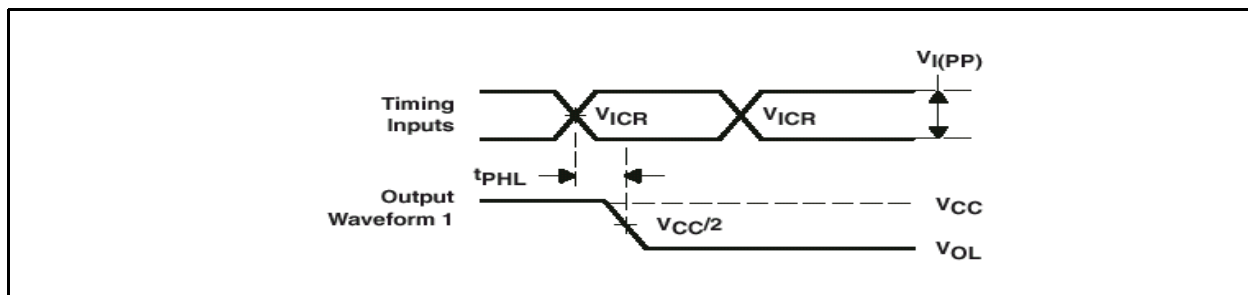 VI(PP)
Timing
Inputs
VICR
VICR
tPHL
Output
Waveform 1
VCC
VCC/2
VOL